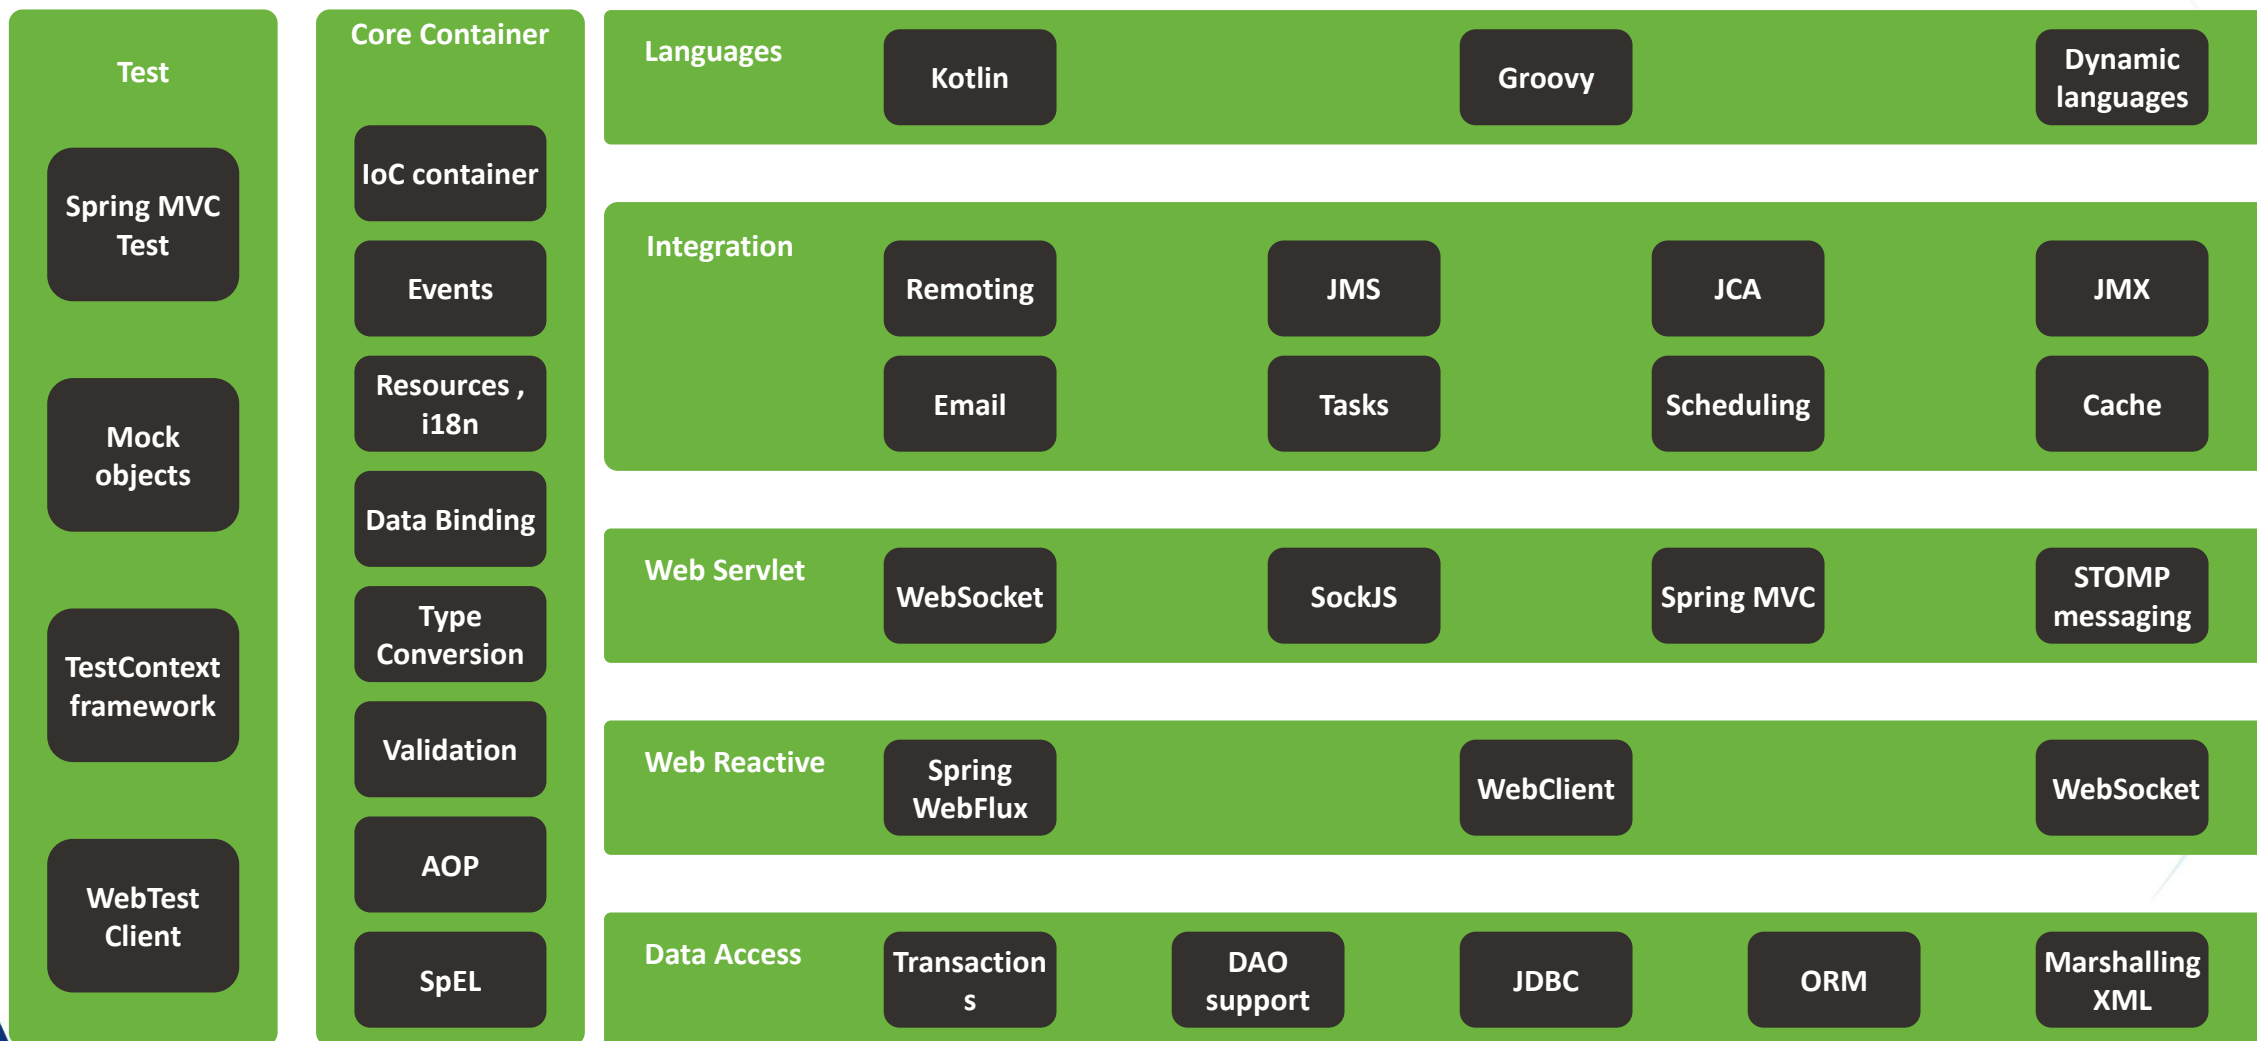 Test
Spring MVC
Test
Mock
objects
TestContext
framework
WebTest
Client
Core Container
IoC container
Events
Resources ,
i18n
Data Binding
Type
Conversion
Validation
AOP
SpEL
Languages
Kotlin
Groovy
Dynamic
languages
Integration
Remoting
JMS
JCA
JMX
Email
Tasks
Scheduling
Cache
Web Servlet
WebSocket
SockJS
Spring MVC
STOMP
messaging
Web Reactive
Spring
WebFlux
WebClient
WebSocket
Data Access
Transaction
s
DAO
support
JDBC
ORM
Marshalling
XML